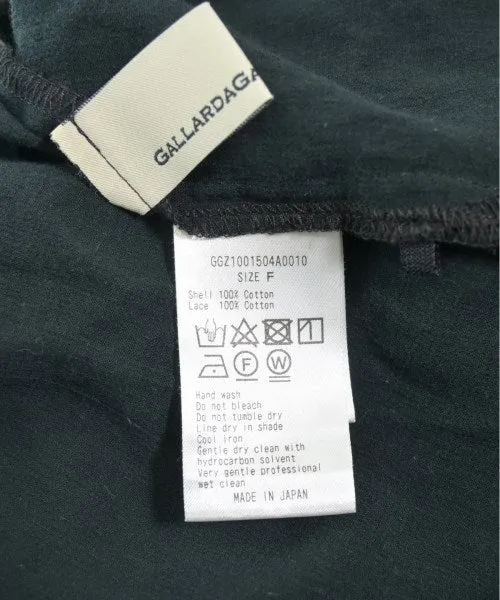 GALLARDAGA
GGZ1001504A0010
SIZE F
Shell 100% Cotton
Lace 100% Cotton
F W
Hand wash
Do not bleach
Do not tumble dry
Line dry in shade
Cool iron
Gentle dry clean with
hydrocarbon solvent
Very gentle professional
wet clean
MADE IN JAPAN